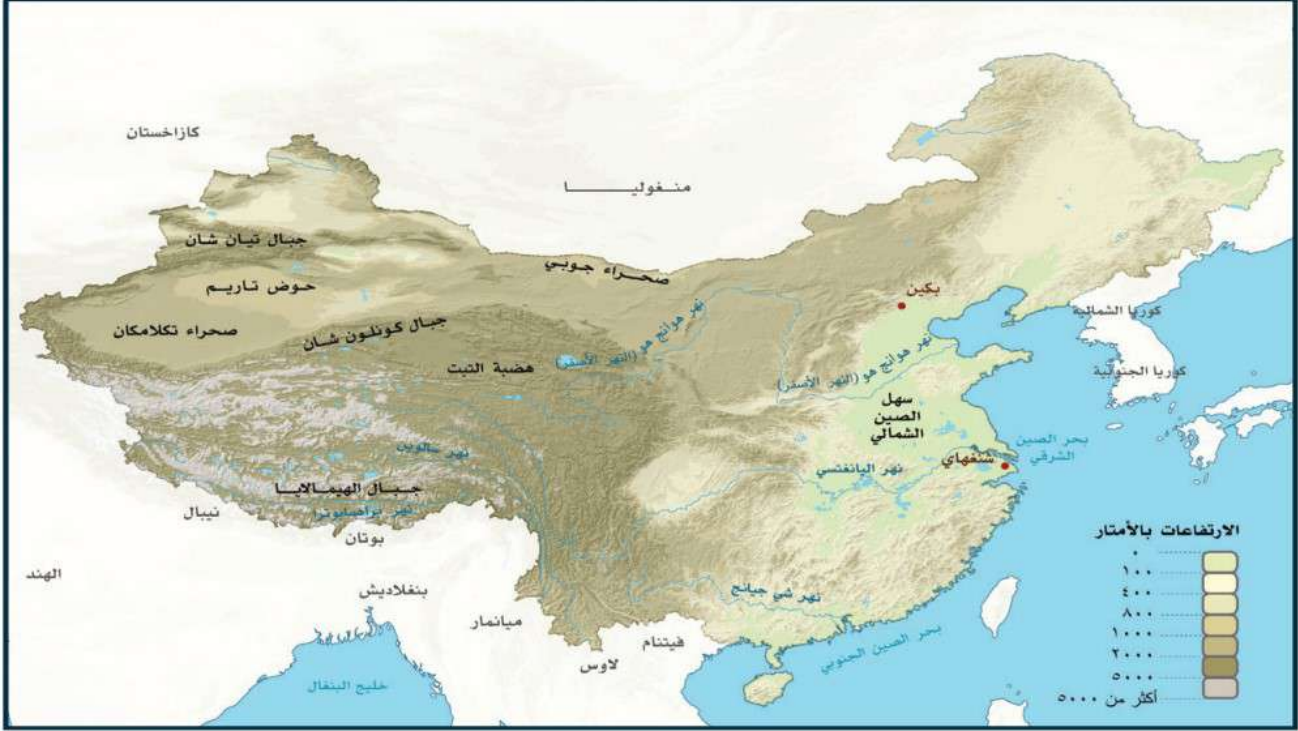 كازاخستان
منغوليا
جبال تيان شان
صحراء جوبي
حوض تاريم
بكين
نهر هوانج هو (النهر الأصفر)
كوريا الشمالية
صحراء تكلامكان
جبال كونلون شان
هضبة التبت
نهر هوانج هو (النهر الأصفر)
كوريا الجنوبية
سهل
الصين
الشمالي
بحر الصين
الشرقي
نهر سالوين
نهر اليانغتسي
شنغهاي
جبال الهيمالايا
نهر براهمابوترا
نيبال
بوتان
الهند
بنغلاديش
ميانمار
نهر شي جيانج
فيتنام
لاوس
بحر الصين الجنوبي
خليج البنغال
الارتفاعات بالأمتار
٠
١٠٠
٤٠٠
٨٠٠
١٠٠٠
٢٠٠٠
٥٠٠٠
أكثر من ٥٠٠٠